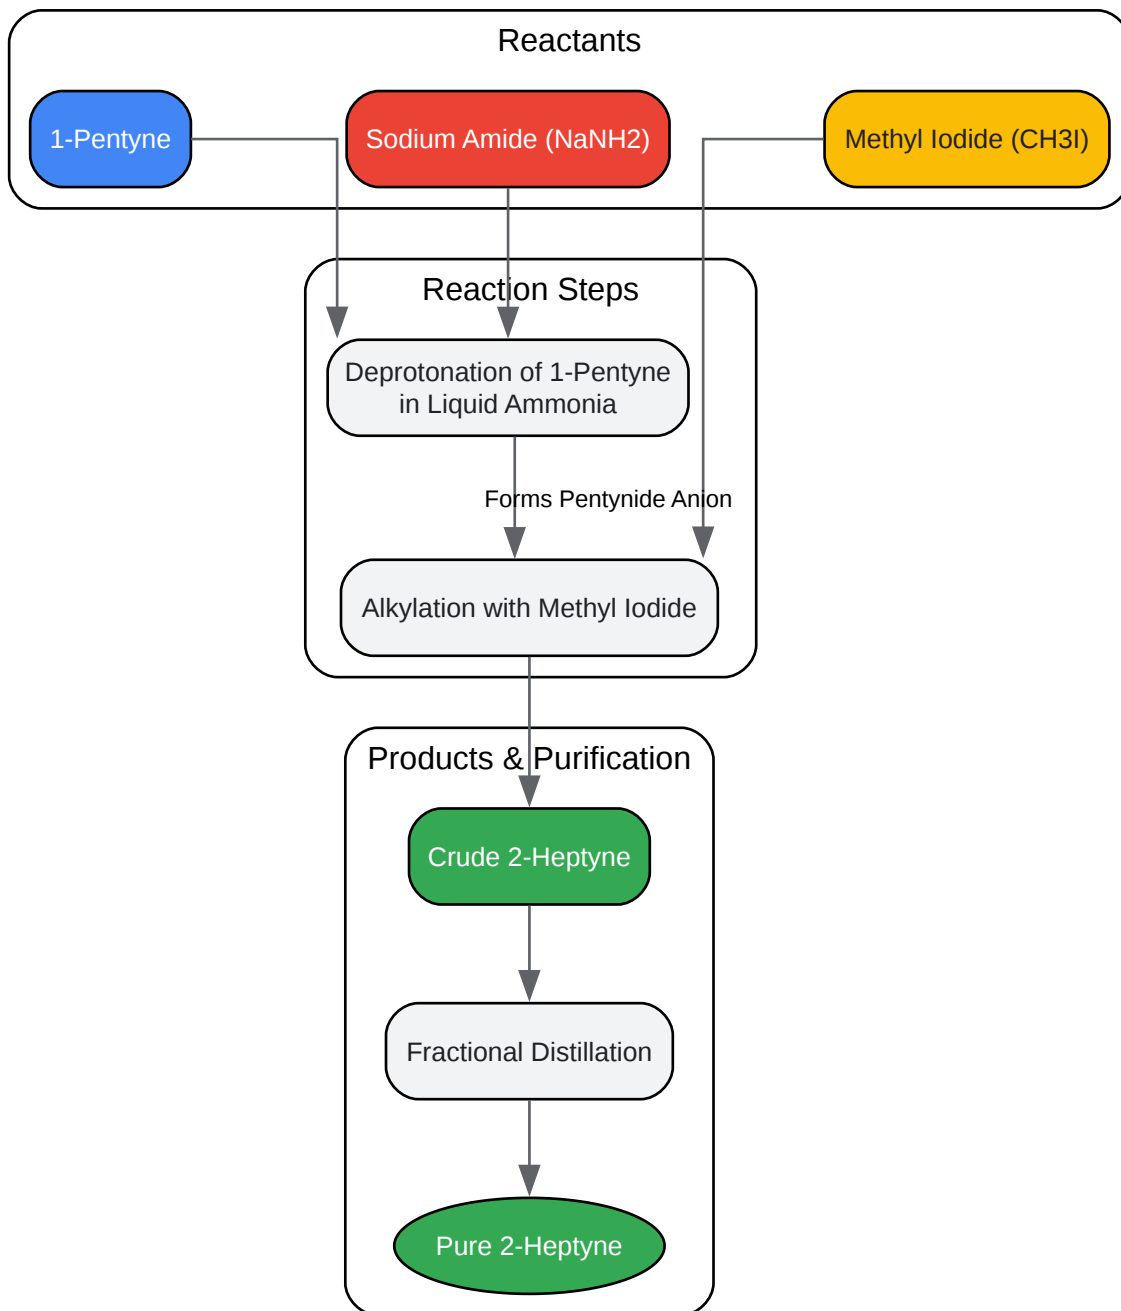 Reactants
1-Pentyne
Sodium Amide (NaNH2)
Methyl Iodide (CH3I)
Reaction Steps
Deprotonation of 1-Pentyne
in Liquid Ammonia
Forms Pentynide Anion
Alkylation with Methyl Iodide
Products & Purification
Crude 2-Heptyne
Fractional Distillation
Pure 2-Heptyne